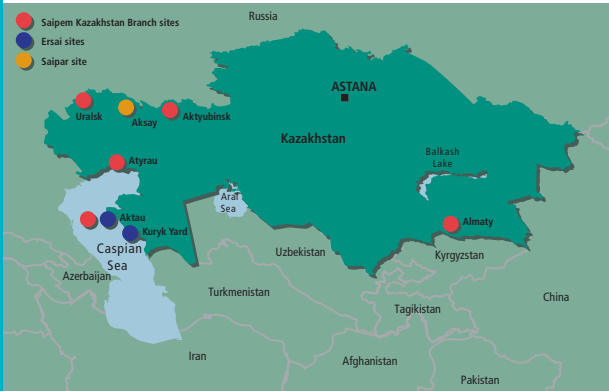 Russia
Saipem Kazakhstan Branch sites
Ersai sites
Saipar site
ASTANA
Uralsk
Aksay
Aktyubinsk
Kazakhstan
Balkash
Lake
Atyrau
Aral
Sea
Aktau
Almaty
Kuryk Yard
Caspian
Sea
Uzbekistan
Kyrgyzstan
Azerbaijan
Turkmenistan
China
Tagikistan
Iran
Afghanistan
Pakistan